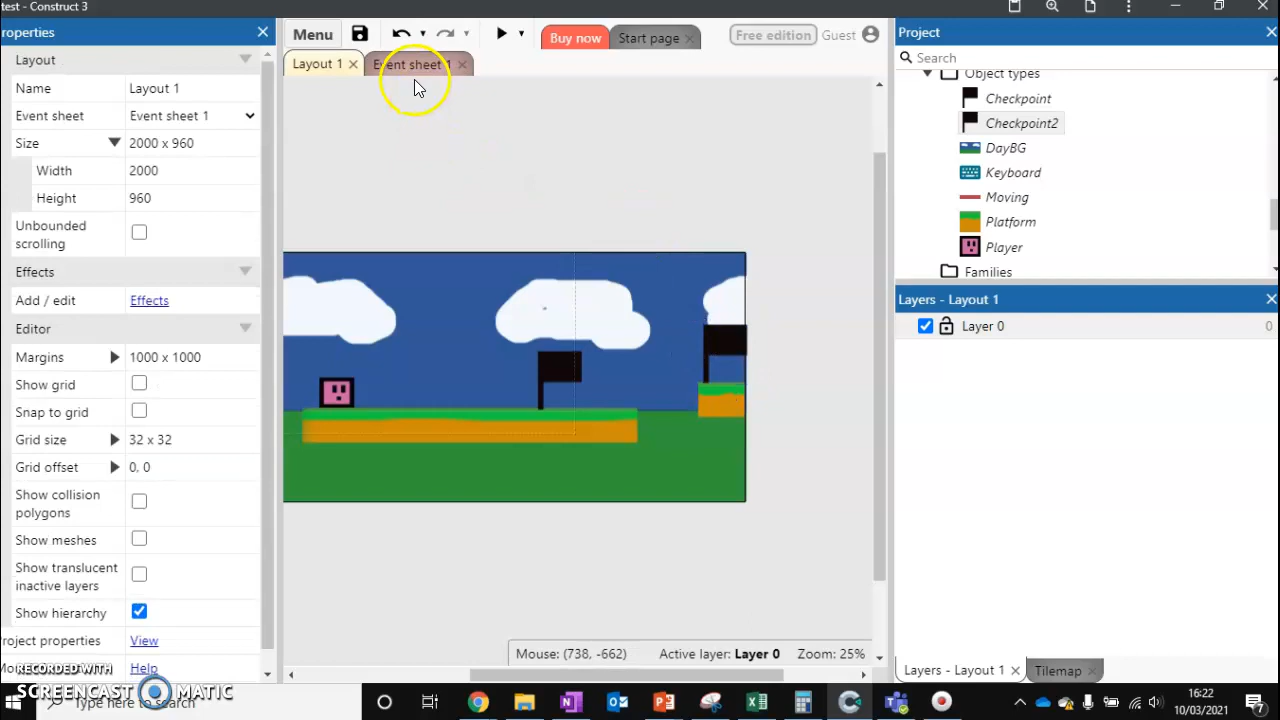 test - Construct 3
roperties
Layout
Name Layout 1
Event sheet Event sheet 1
Size 2000 x 960
Width 2000
Height 960
Unbounded
scrolling
Effects
Add / edit Effects
Editor
Margins 1000 x 1000
Show grid
Snap to grid
Grid size 32 x 32
Grid offset 0, 0
Show collision
polygons
Show meshes
Show translucent
inactive layers
Show hierarchy
roject properties View
Help
Menu
Buy now
Start page
Free edition
Guest
Layout 1
Event sheet 1
Mouse: (738, -662) Active layer: Layer 0 Zoom: 25%
Project
Search
Object types
Checkpoint
Checkpoint2
DayBG
Keyboard
Moving
Platform
Player
Families
Layers - Layout 1
Layer 0 0
Layers - Layout 1
Tilemap
RECORDED WITH
SCREENCAST MATIC
Type here to search
16:22
10/03/2021